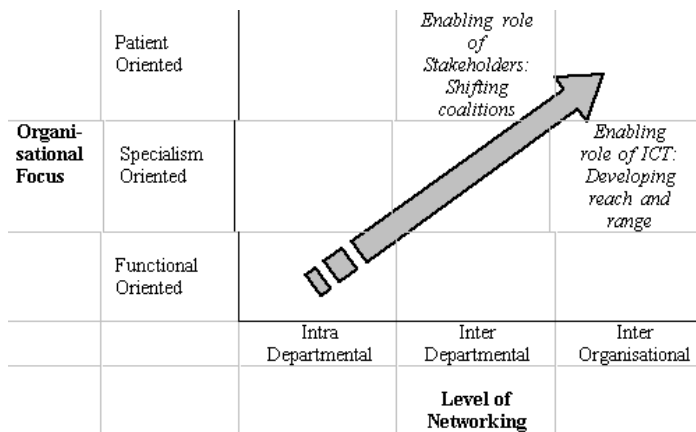 Patient
Oriented
Enabling role
of
Stakeholders:
Shifting
coalitions
Organi-
sational
Focus
Specialism
Oriented
Enabling
role of ICT:
Developing
reach and
range
Functional
Oriented
Intra
Departmental
Inter
Departmental
Inter
Organisational
Level of
Networking